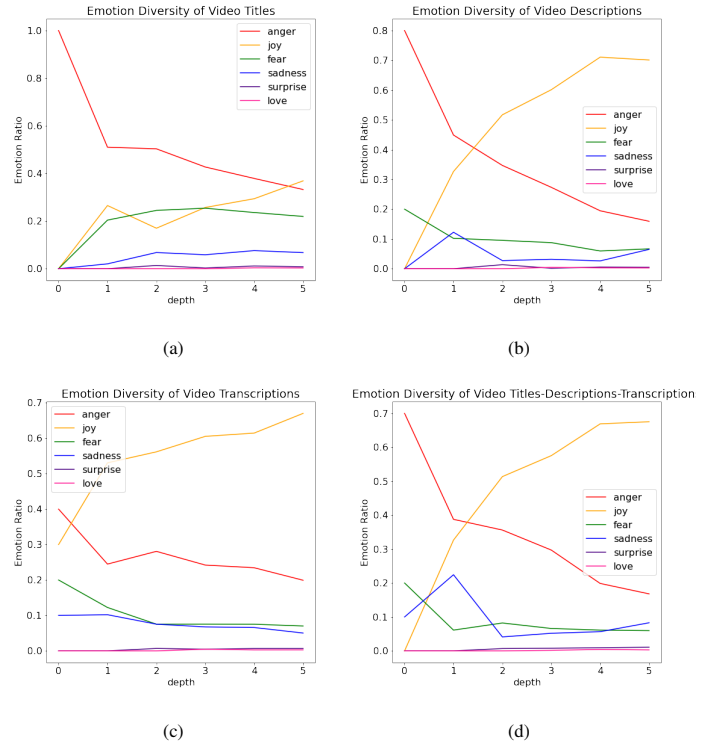 Emotion Diversity of Video Titles
Emotion Ratio
1.0
0.8
0.6
0.4
0.2
0.0
0 1 2 3 4 5
depth
anger
joy
fear
sadness
surprise
love
(a)
Emotion Diversity of Video Descriptions
Emotion Ratio
0.8
0.7
0.6
0.5
0.4
0.3
0.2
0.1
0.0
0 1 2 3 4 5
depth
anger
joy
fear
sadness
surprise
love
(b)
Emotion Diversity of Video Transcriptions
Emotion Ratio
0.7
0.6
0.5
0.4
0.3
0.2
0.1
0.0
0 1 2 3 4 5
depth
anger
joy
fear
sadness
surprise
love
(c)
Emotion Diversity of Video Titles-Descriptions-Transcription
Emotion Ratio
0.7
0.6
0.5
0.4
0.3
0.2
0.1
0.0
0 1 2 3 4 5
depth
anger
joy
fear
sadness
surprise
love
(d)